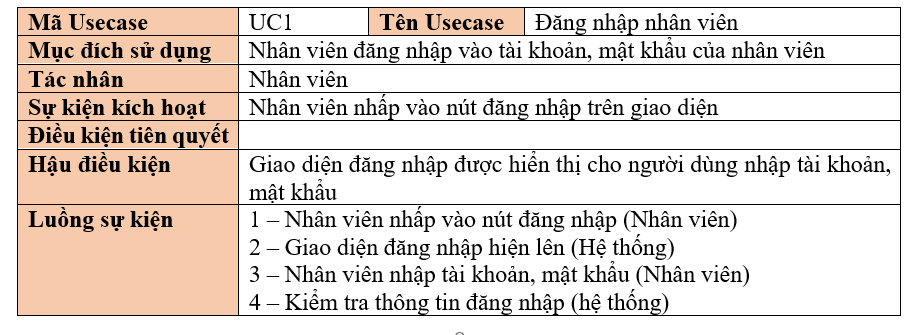 Mã Usecase UC1 Tên Usecase Đăng nhập nhân viên
Mục đích sử dụng Nhân viên đăng nhập vào tài khoản, mật khẩu của nhân viên
Tác nhân Nhân viên
Sự kiện kích hoạt Nhân viên nhấp vào nút đăng nhập trên giao diện
Điều kiện tiên quyết
Hậu điều kiện Giao diện đăng nhập được hiển thị cho người dùng nhập tài khoản,
mật khẩu
Luồng sự kiện 1 – Nhân viên nhấp vào nút đăng nhập (Nhân viên)
2 – Giao diện đăng nhập hiện lên (Hệ thống)
3 – Nhân viên nhập tài khoản, mật khẩu (Nhân viên)
4 – Kiểm tra thông tin đăng nhập (hệ thống)